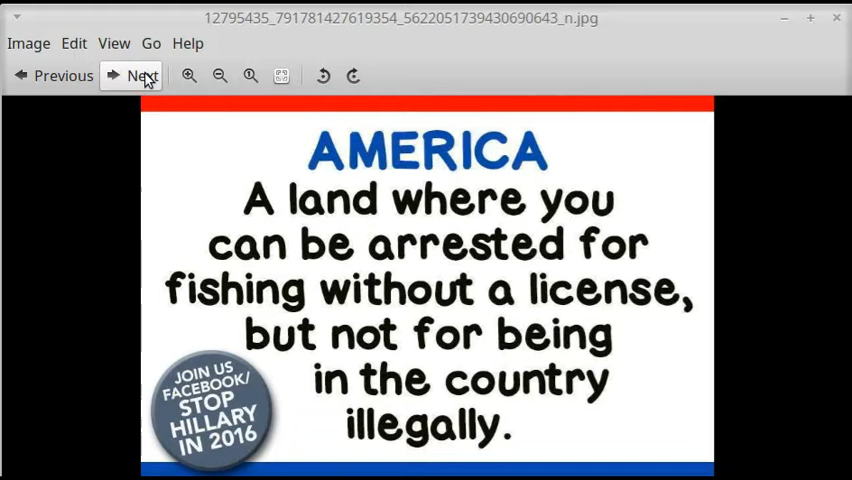 12795435_791781427619354_5622051739430690643_n.jpg
Image Edit View Go Help
Previous Next
AMERICA
A land where you
can be arrested for
fishing without a license,
but not for being
in the country
illegally.
JOIN US
FACEBOOK/
STOP
HILLARY
IN 2016